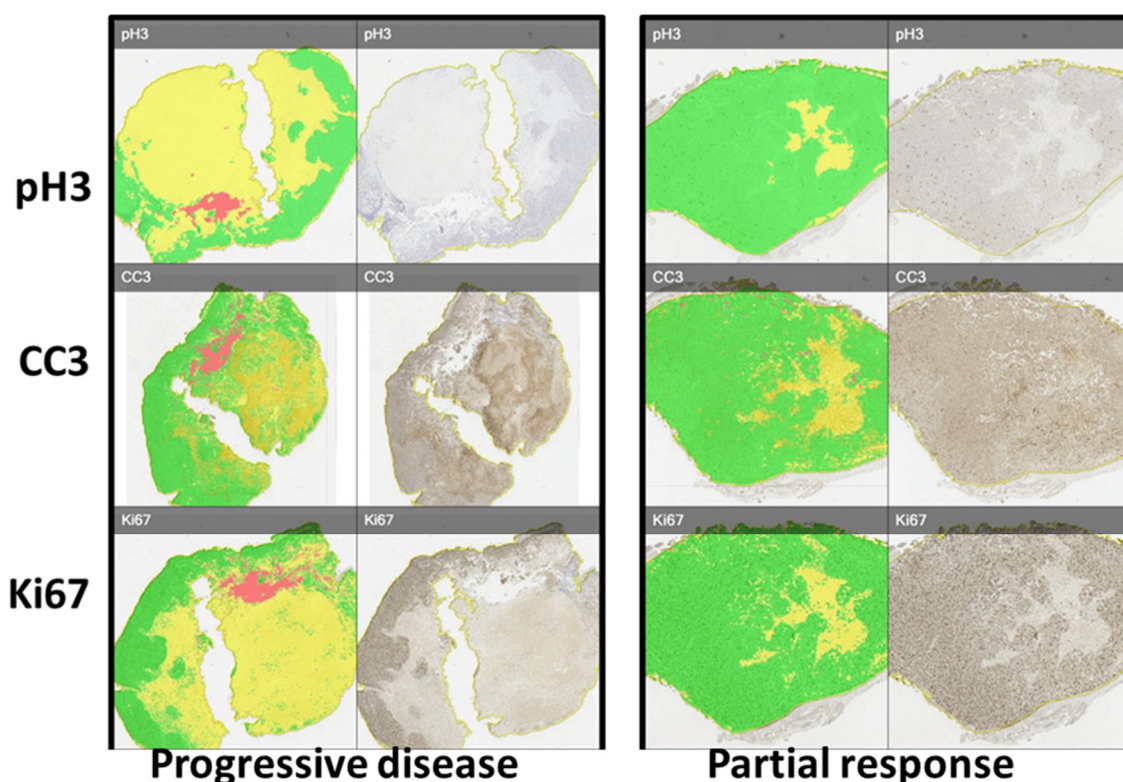 pH3 pH3 pH3 pH3
pH3
CC3 CC3 CC3 CC3
CC3
Ki67 Ki67 Ki67 Ki67
Ki67
Progressive disease Partial response